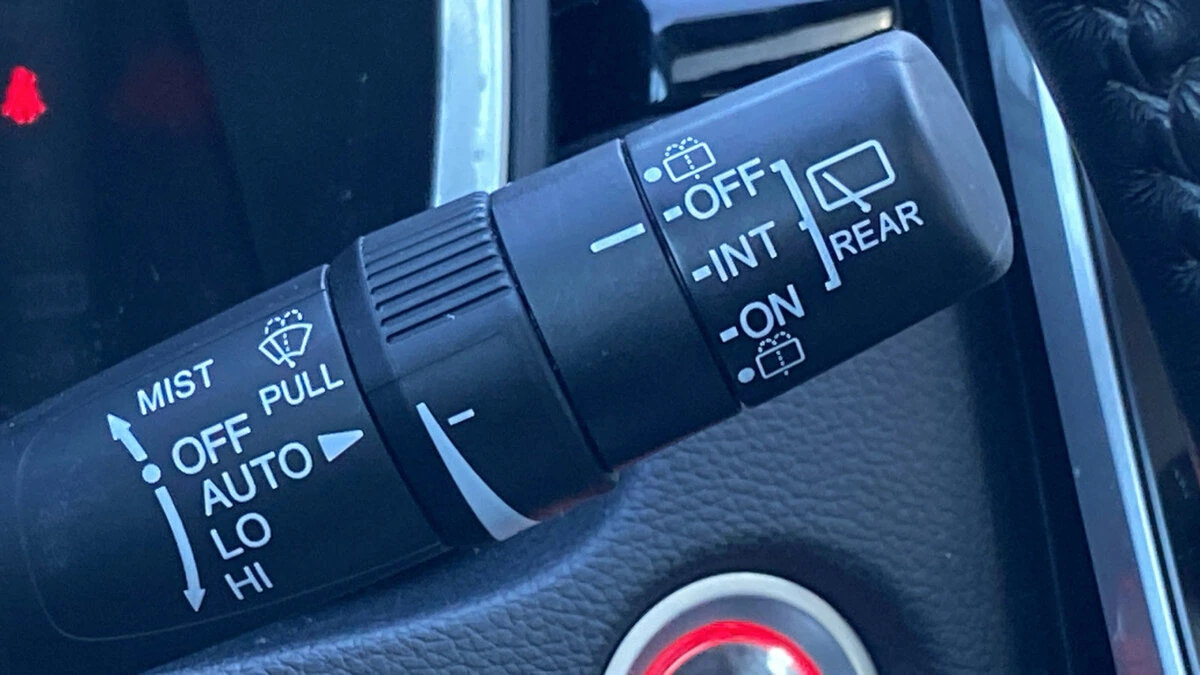 MIST
PULL
OFF
AUTO
LO
HI
OFF
INT
ON
REAR